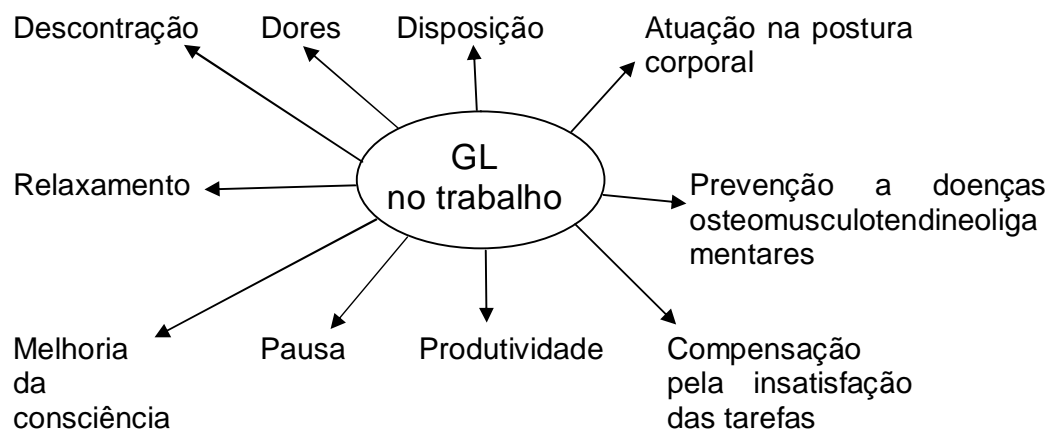 Descontração
Dores
Disposição
Atuação na postura
corporal
GL
no trabalho
Relaxamento
Prevenção a doenças
osteomusculotendineoliga
mentares
Melhoria
da
consciência
Pausa
Produtividade
Compensação
pela insatisfação
das tarefas